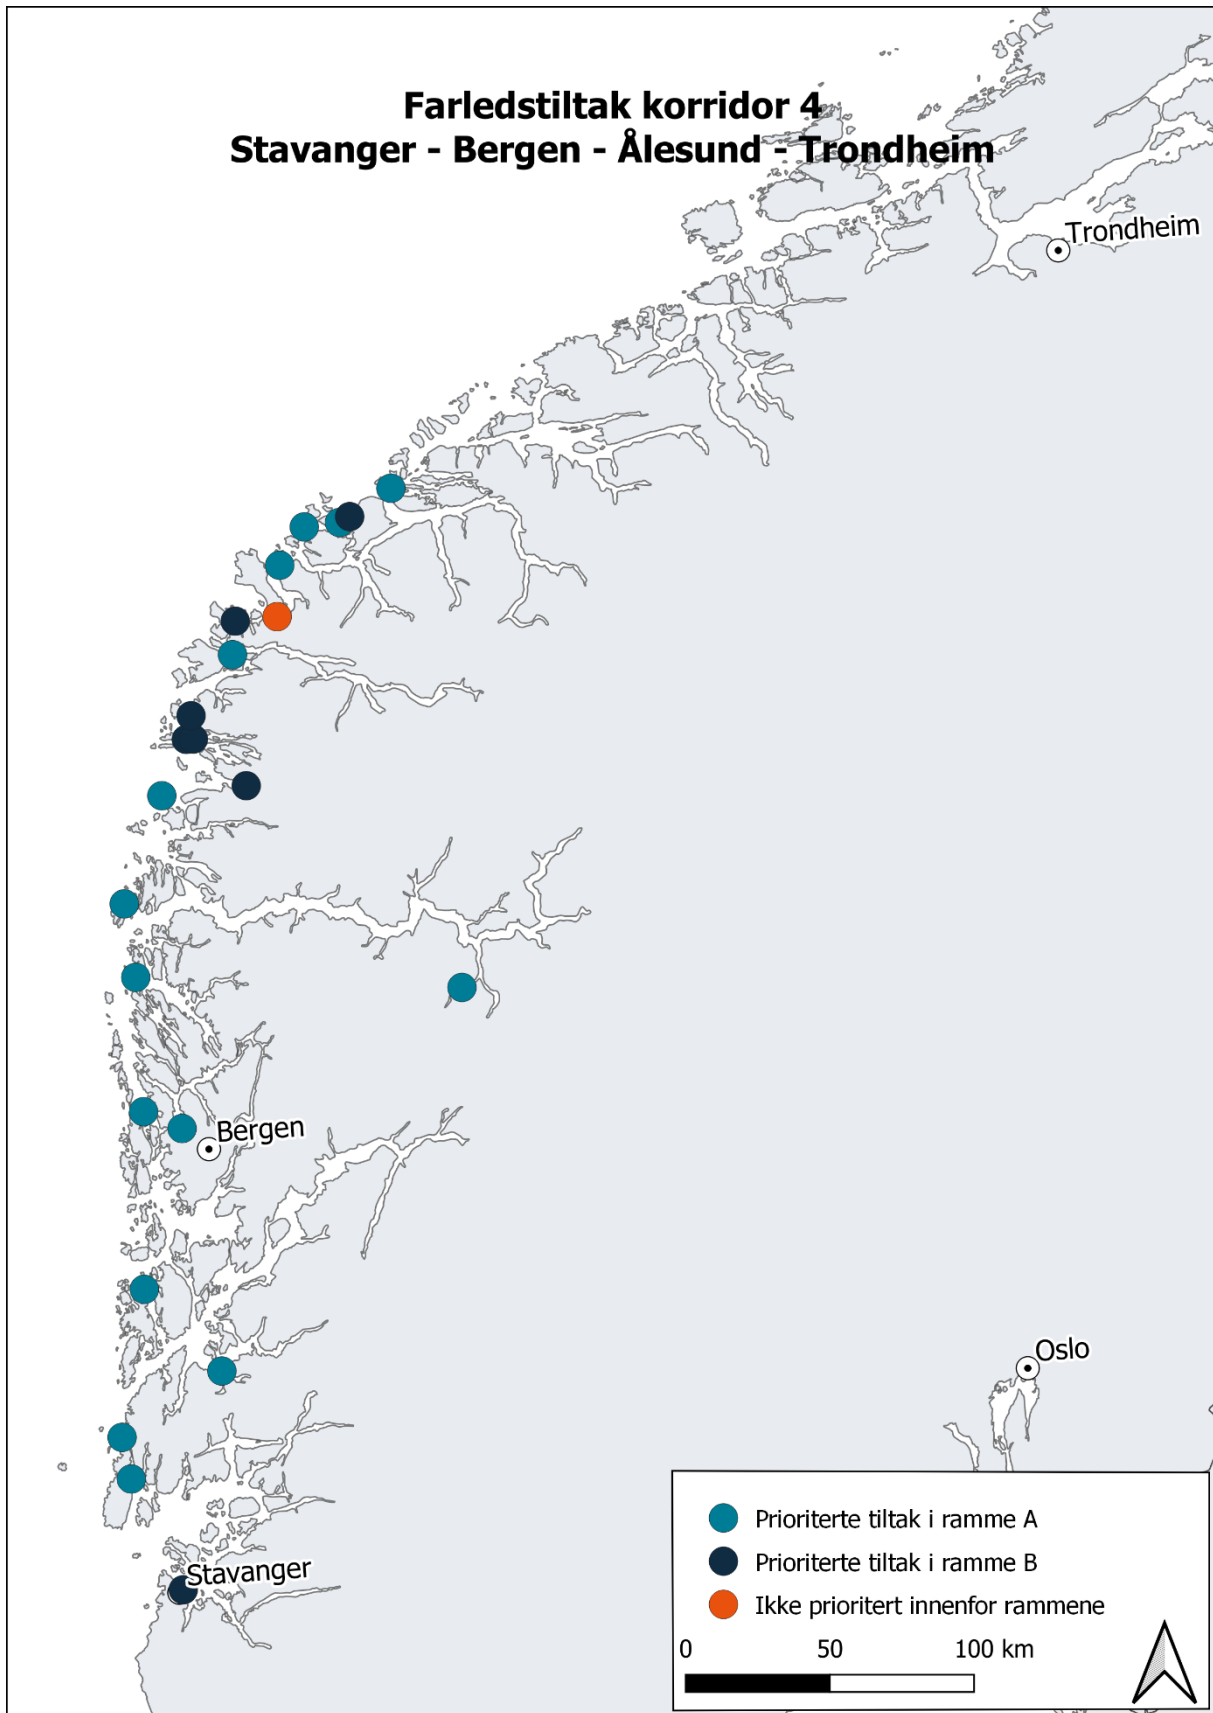 Farledstiltak korridor 4
Stavanger - Bergen - Ålesund - Trondheim
Trondheim
Bergen
Oslo
Stavanger
Prioriterte tiltak i ramme A
Prioriterte tiltak i ramme B
Ikke prioritert innenfor rammene
0 50 100 km